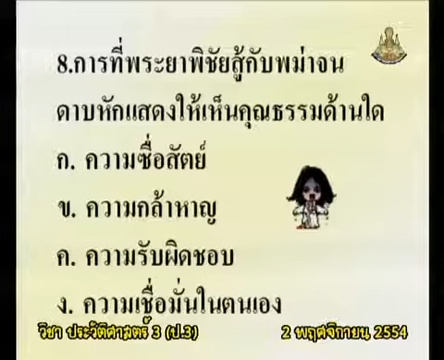 8.การที่พระยาพิชัยสู้กับพม่าจน
ดาบหักแสดงให้เห็นคุณธรรมด้านใด
ก. ความซื่อสัตย์
ข. ความกล้าหาญ
ค. ความรับผิดชอบ
ง. ความเชื่อมั่นในตนเอง
วิชา ประวัติศาสตร์ 3 (ป.3)
2 พฤศจิกายน 2554